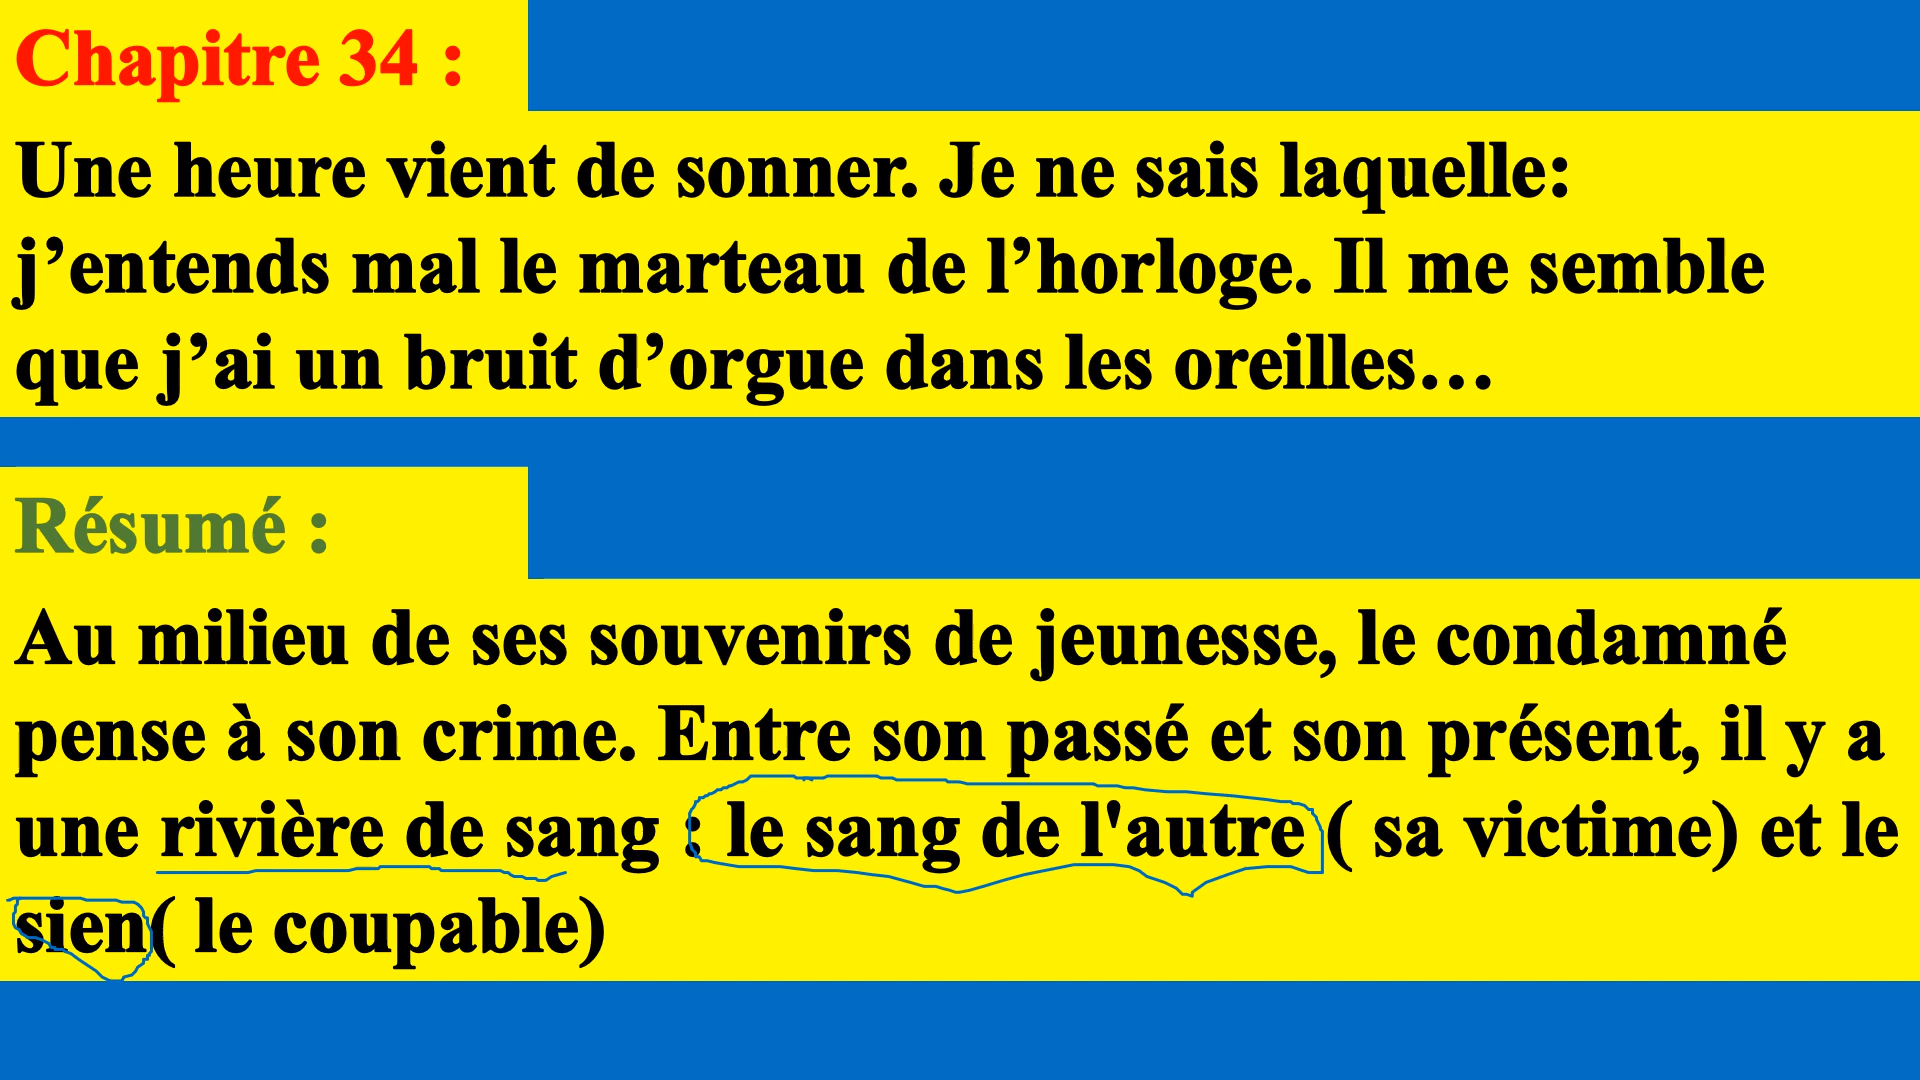 Chapitre 34 :
Une heure vient de sonner. Je ne sais laquelle:
j’entends mal le marteau de l’horloge. Il me semble
que j’ai un bruit d’orgue dans les oreilles…
Résumé :
Au milieu de ses souvenirs de jeunesse, le condamné
pense à son crime. Entre son passé et son présent, il y a
une rivière de sang : le sang de l'autre ( sa victime) et le
sien( le coupable)